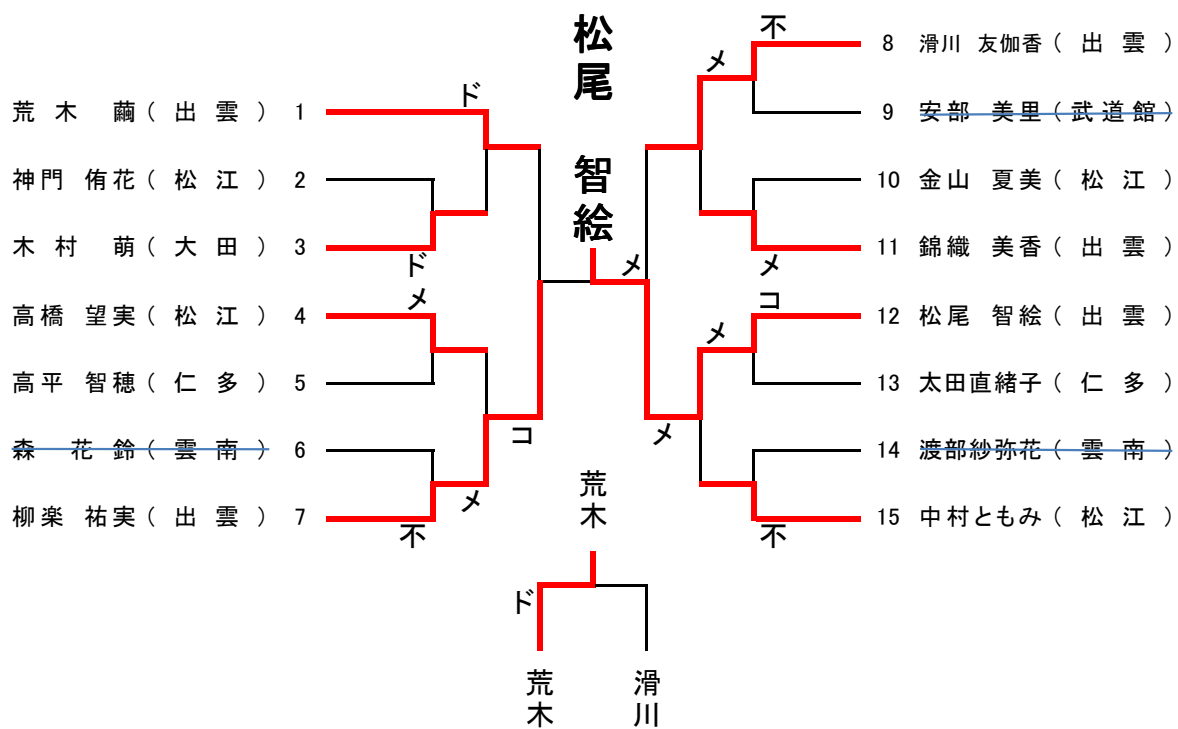 松尾 智絵
荒木 繭（出雲） 1
神門 侑花（松江） 2
木村 萌（大田） 3
高橋 望実（松江） 4
高平 智穂（仁多） 5
森 花鈴（雲南） 6
柳楽 祐実（出雲） 7
8 滑川 友伽香（出雲）
9 安部 美里（武道館）
10 金山 夏美（松江）
11 錦織 美香（出雲）
12 松尾 智絵（出雲）
13 太田直緒子（仁多）
14 渡部紗弥花（雲南）
15 中村ともみ（松江）
ド
ド
メ
コ
メ
不
不
メ
メ
メ
コ
メ
メ
不
荒木
ド
荒木
滑川